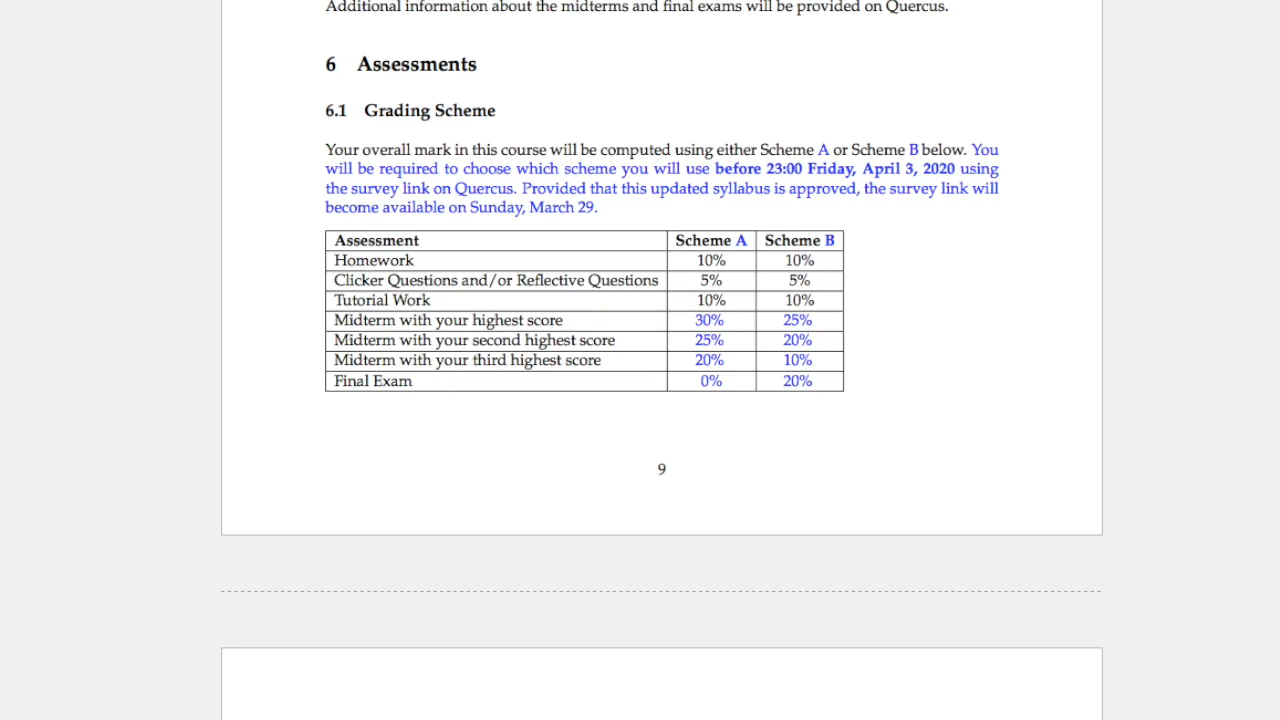 Additional information about the midterms and final exams will be provided on Quercus.
6 Assessments
6.1 Grading Scheme
Your overall mark in this course will be computed using either Scheme A or Scheme B below. You
will be required to choose which scheme you will use before 23:00 Friday, April 3, 2020 using
the survey link on Quercus. Provided that this updated syllabus is approved, the survey link will
become available on Sunday, March 29.
Assessment Scheme A Scheme B
Homework 10% 10%
Clicker Questions and/or Reflective Questions 5% 5%
Tutorial Work 10% 10%
Midterm with your highest score 30% 25%
Midterm with your second highest score 25% 20%
Midterm with your third highest score 20% 10%
Final Exam 0% 20%
9